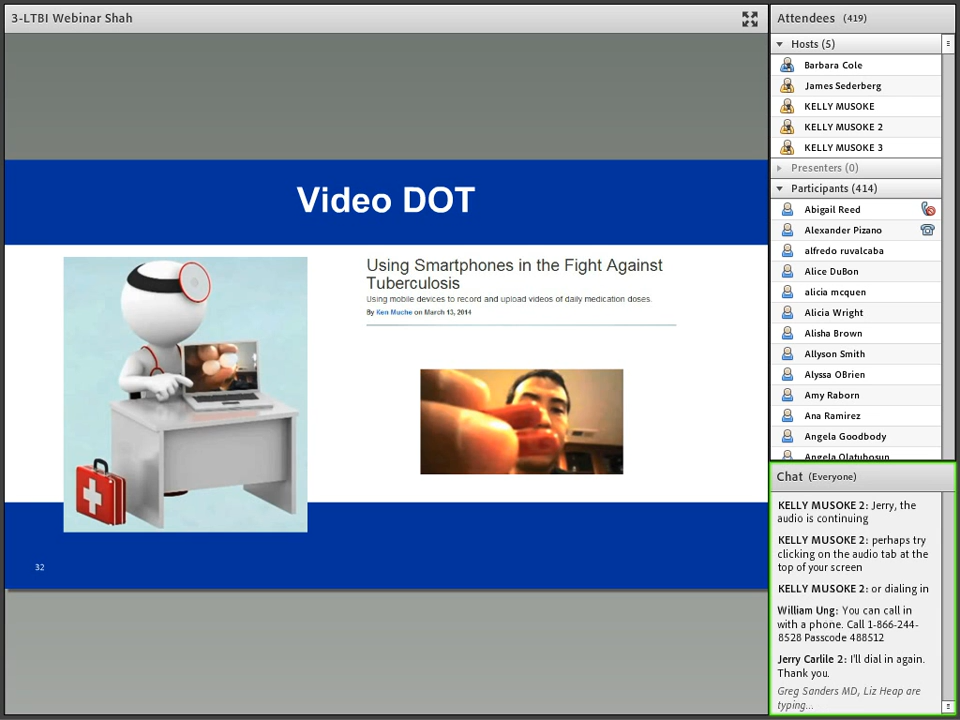 3-LTBI Webinar Shah
Video DOT
Using Smartphones in the Fight Against
Tuberculosis
Using mobile devices to record and upload videos of daily medication doses.
By Ken Muche on March 13, 2014
32
Attendees (419)
Hosts (5)
Barbara Cole
James Sederberg
KELLY MUSOKE
KELLY MUSOKE 2
KELLY MUSOKE 3
Presenters (0)
Participants (414)
Abigail Reed
Alexander Pizano
alfredo ruvalcaba
Alice DuBon
alicia mcquen
Alicia Wright
Alisha Brown
Allyson Smith
Alyssa OBrien
Amy Raborn
Ana Ramirez
Angela Goodbody
Angela Olatubosun
Chat (Everyone)
KELLY MUSOKE 2: Jerry, the
audio is continuing
KELLY MUSOKE 2: perhaps try
clicking on the audio tab at the
top of your screen
KELLY MUSOKE 2: or dialing in
William Ung: You can call in
with a phone. Call 1-866-244-
8528 Passcode 488512
Jerry Carlile 2: I'll dial in again.
Thank you.
Greg Sanders MD, Liz Heap are
typing...